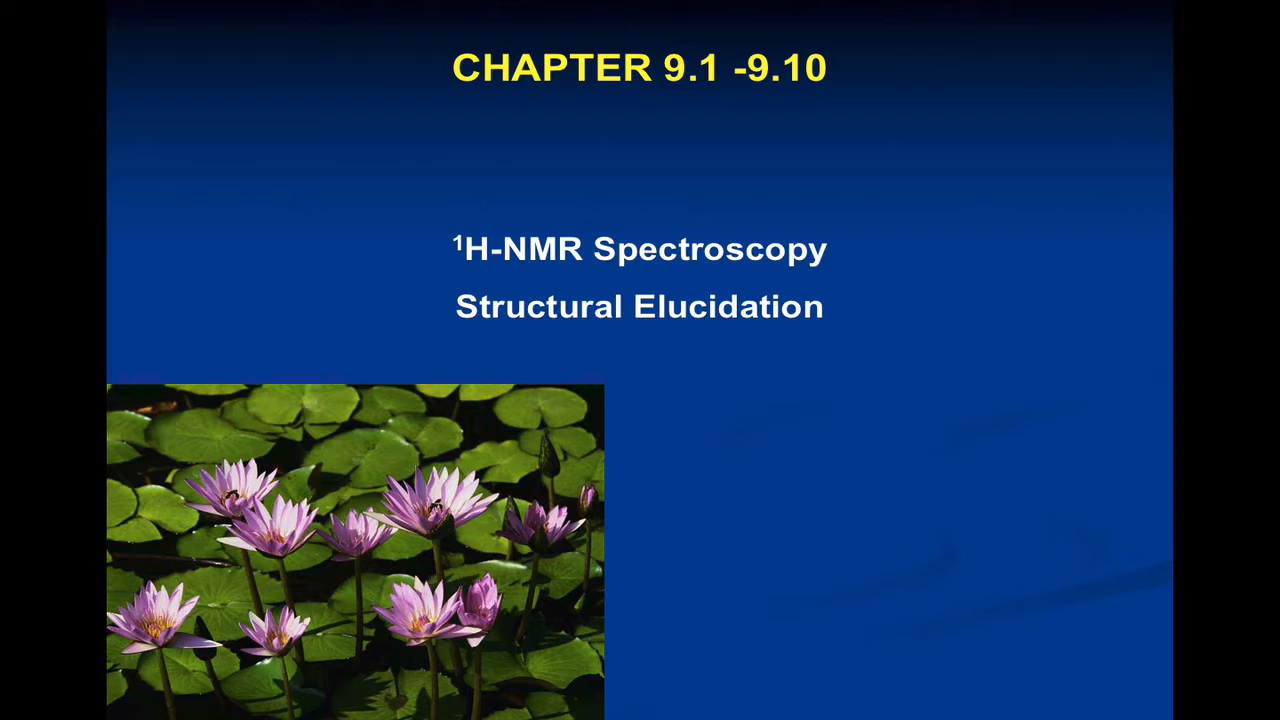 CHAPTER 9.1 -9.10
¹H-NMR Spectroscopy
Structural Elucidation